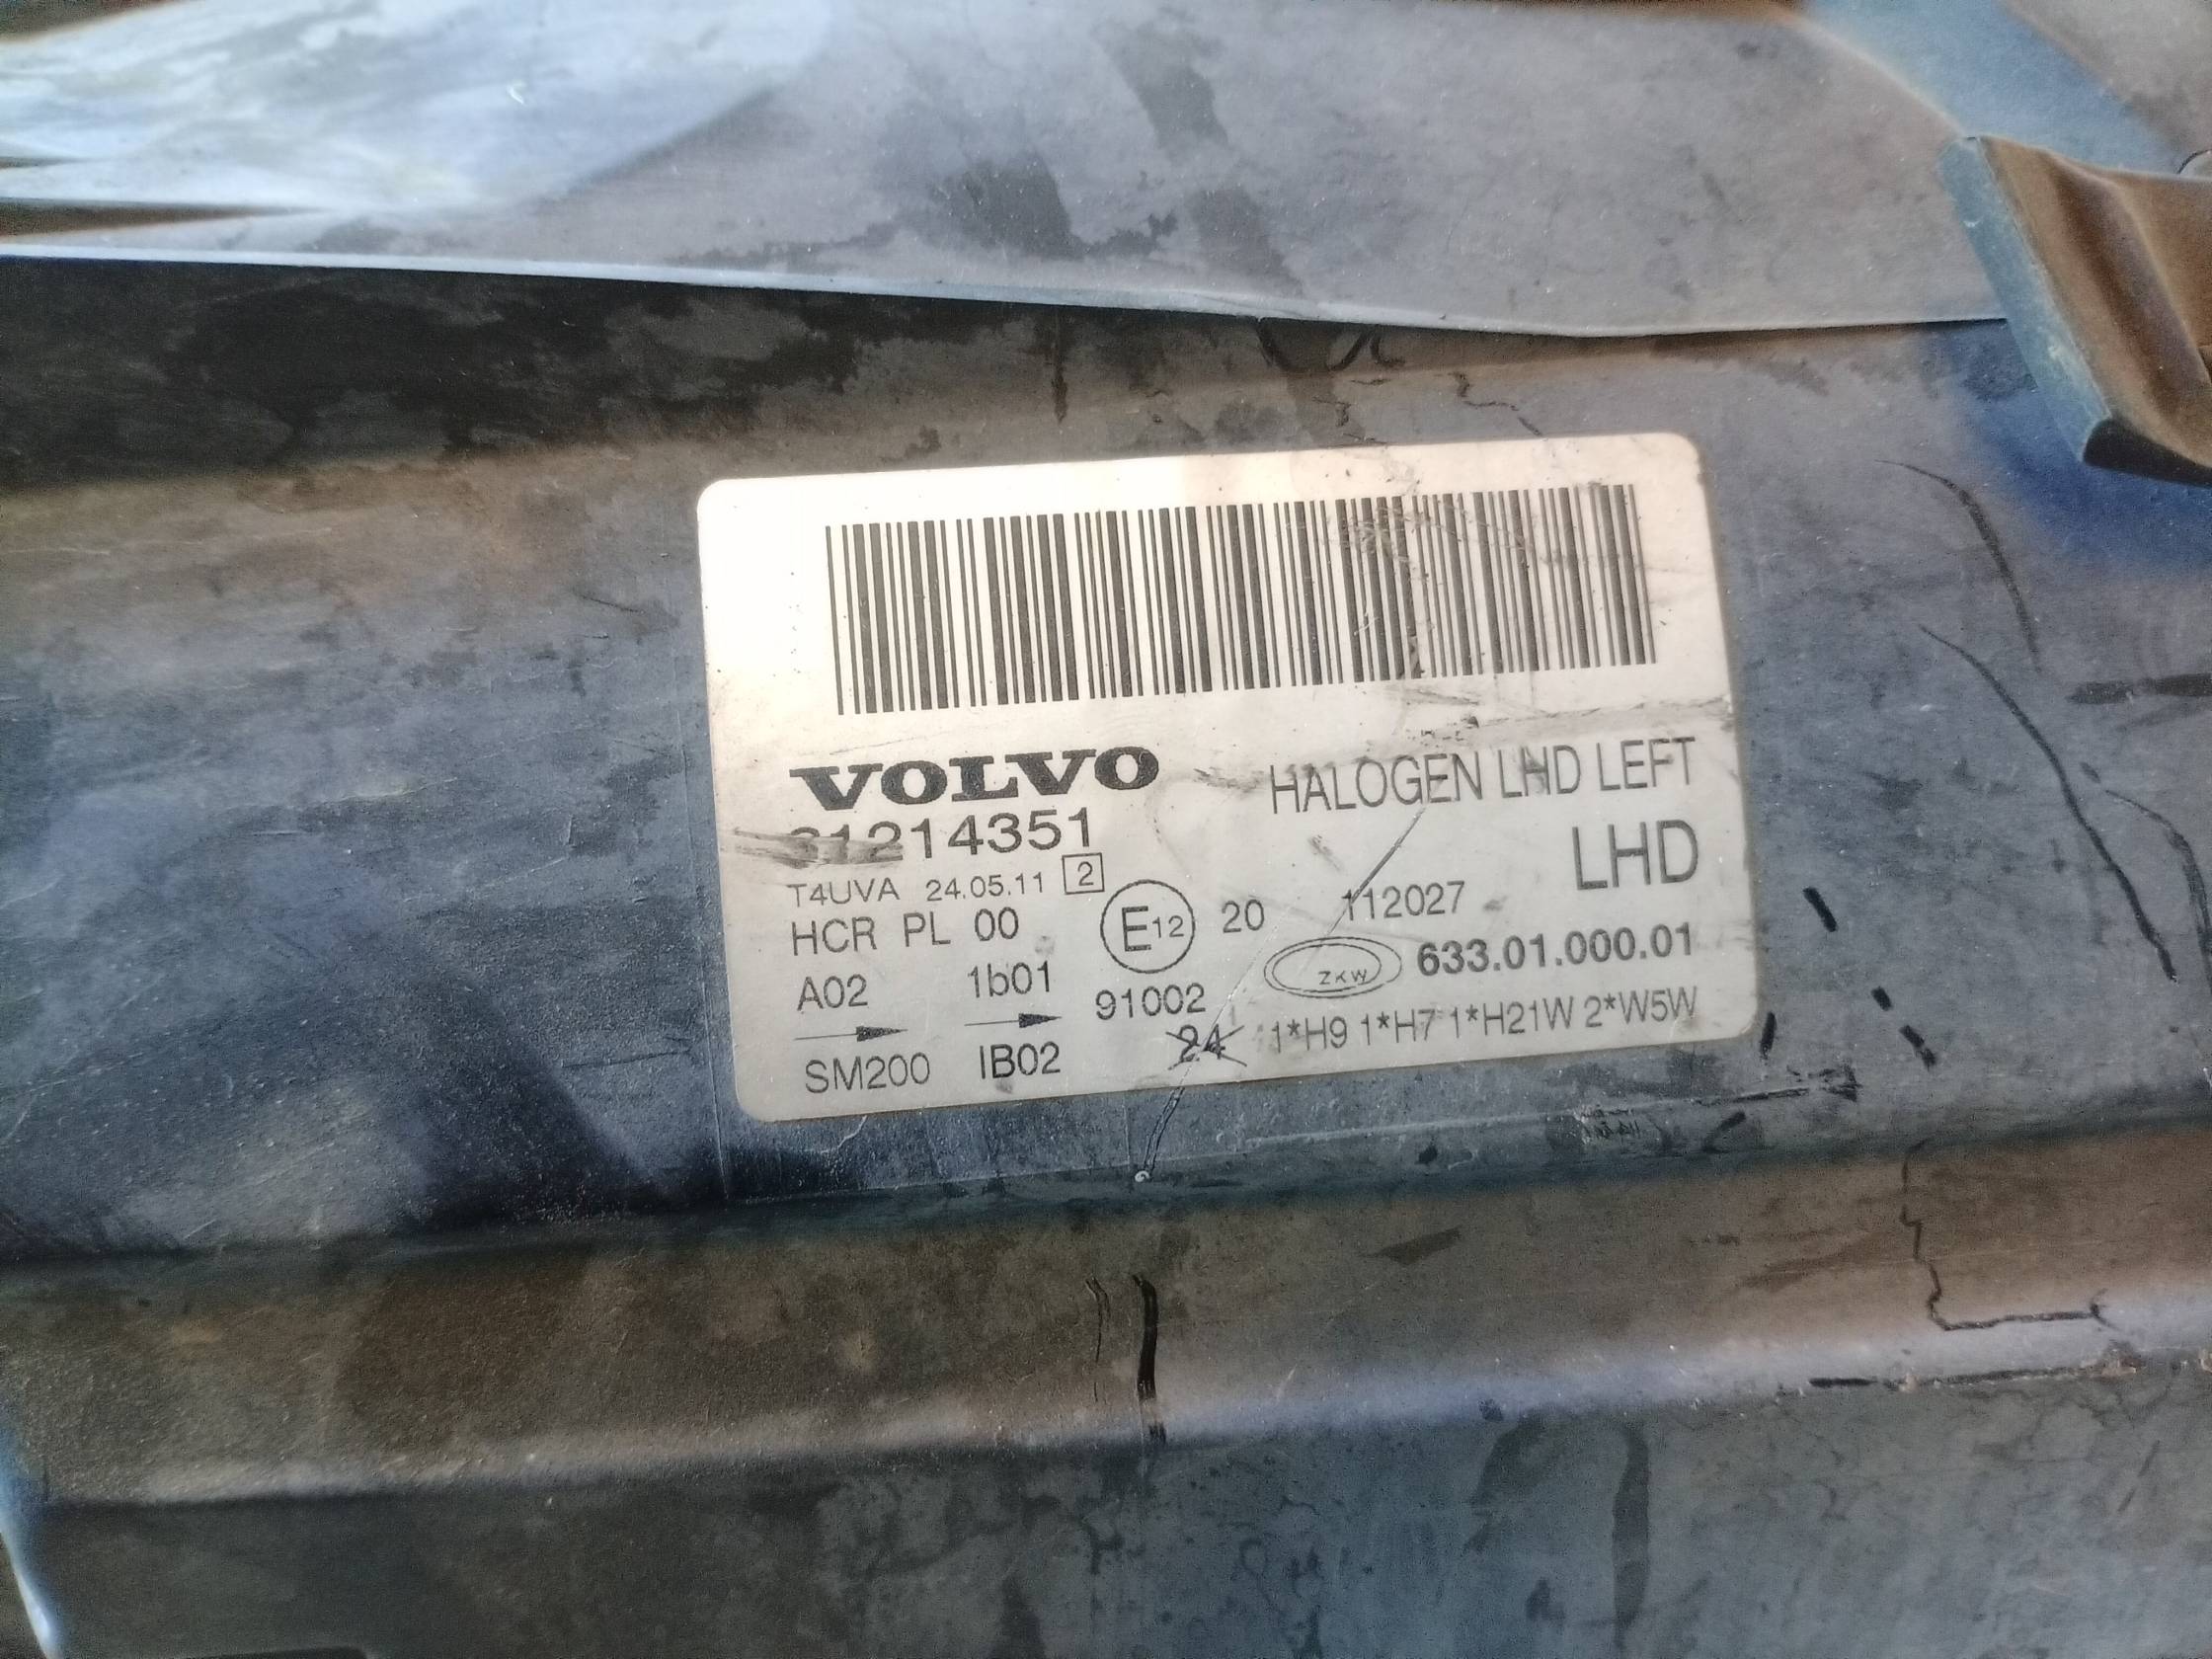 VOLVO
HALOGEN LHD LEFT
31214351
LHD
T4UVA 24.05.11 2
HCR PL 00
E12 20 112027
A02 1b01
ZKW 633.01.000.01
91002
24 1*H9 1*H7 1*H21W 2*W5W
SM200 IB02